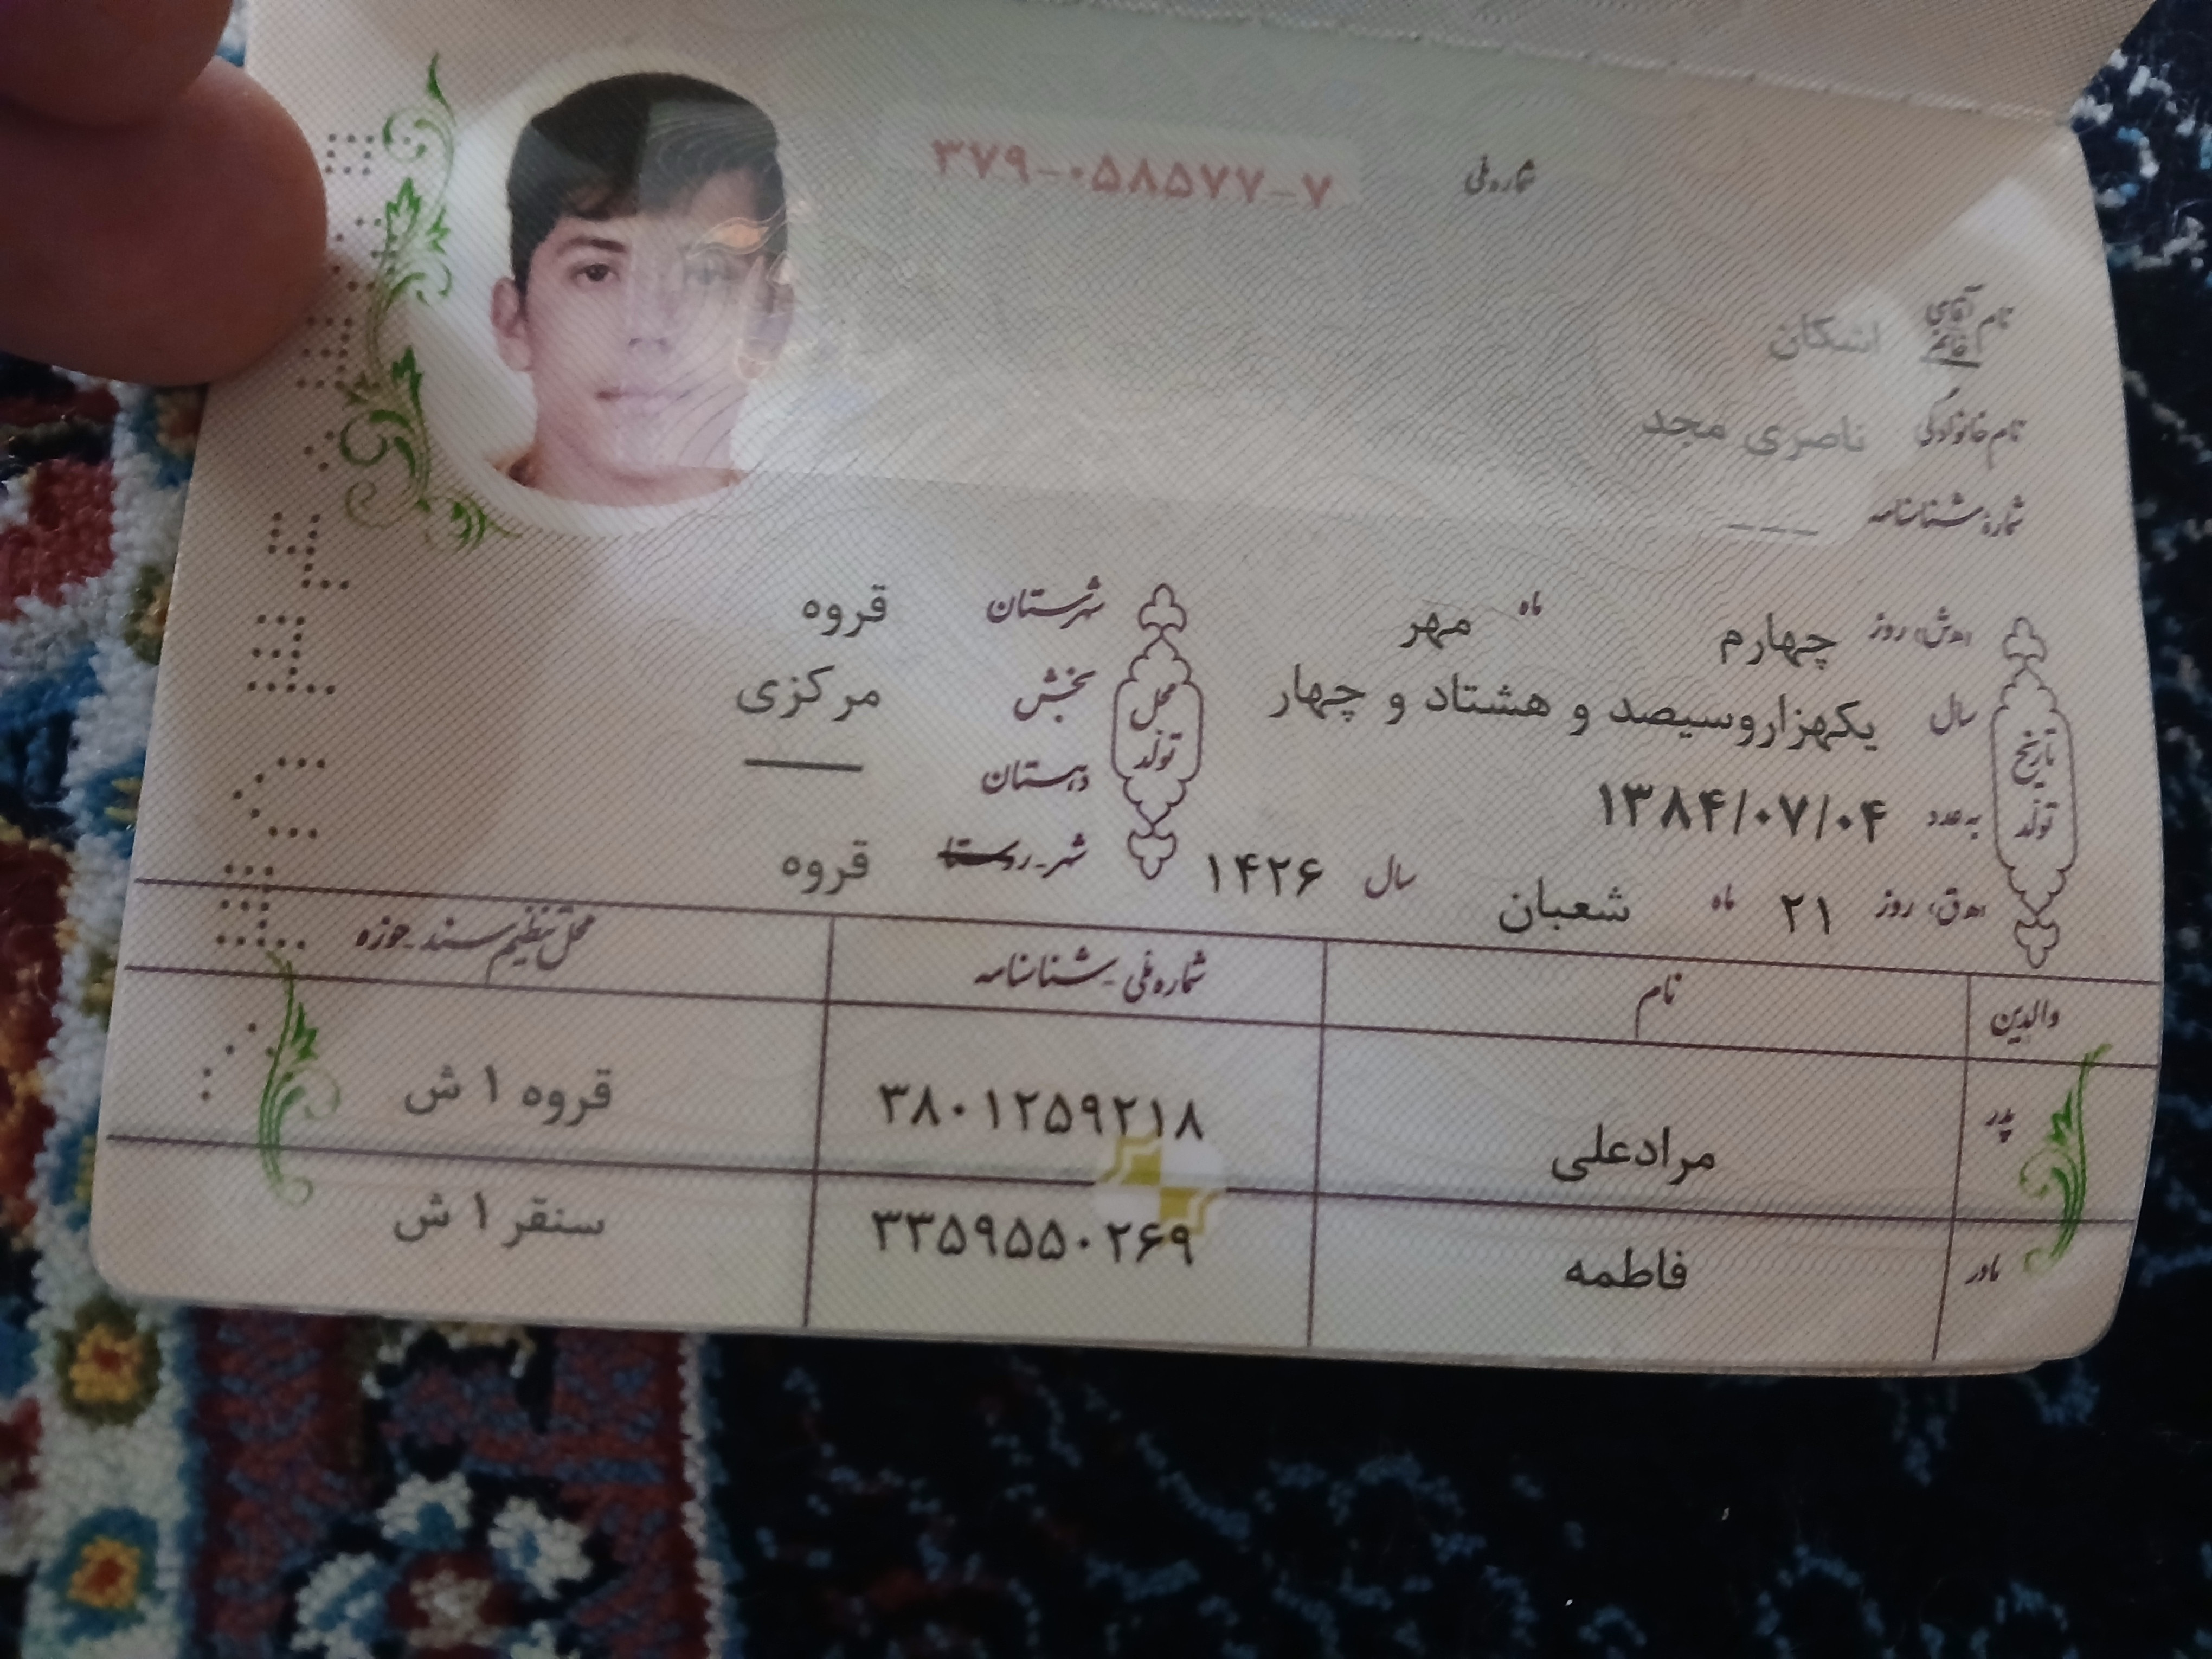 شماره ملی ۳۷۹-۰۵۸۵۷۷-۷
نام آقای اشکان
نام خانوادگی ناصری مجد
شماره شناسنامه ---
تاریخ تولد
(ه‍.ش) روز چهارم ماه مهر
سال یکهزاروسیصد و هشتاد و چهار
به عدد ۱۳۸۴/۰۷/۰۴
(ه‍.ق) روز ۲۱ ماه شعبان سال ۱۴۲۶
محل تولد
شهرستان قروه
بخش مرکزی
دهستان ——
شهر-روستا قروه
والدین نام شماره ملی-شناسنامه محل تنظیم سند-حوزه
پدر مرادعلی ۳۸۰۱۲۵۹۲۱۸ قروه ۱ ش
مادر فاطمه ۳۳۵۹۵۵۰۲۶۹ سنقر ۱ ش